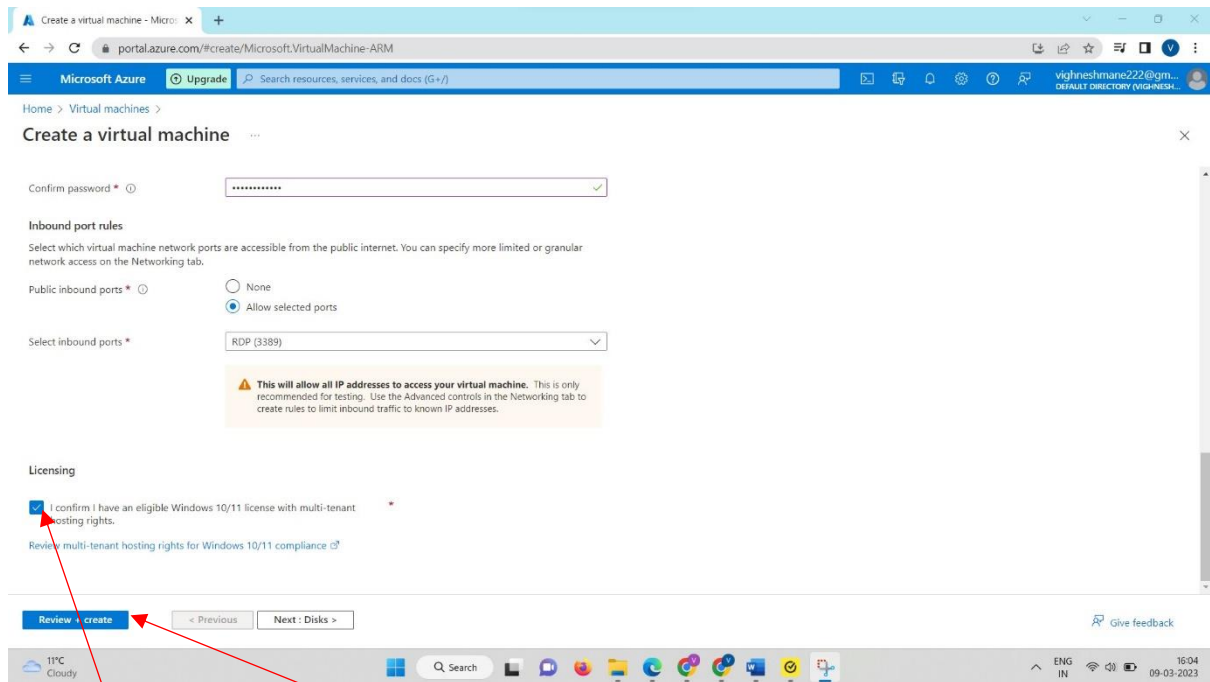 Create a virtual machine - Micro
portal.azure.com/#create/Microsoft.VirtualMachine-ARM
V
Microsoft Azure
Upgrade
Search resources, services, and docs (G+/)
vighneshmane222@gm...
DEFAULT DIRECTORY (VIGHNESH...
Home > Virtual machines >
Create a virtual machine ...
Confirm password *
Inbound port rules
Select which virtual machine network ports are accessible from the public internet. You can specify more limited or granular
network access on the Networking tab.
Public inbound ports *
None
Allow selected ports
Select inbound ports *
RDP (3389)
This will allow all IP addresses to access your virtual machine. This is only
recommended for testing. Use the Advanced controls in the Networking tab to
create rules to limit inbound traffic to known IP addresses.
Licensing
I confirm I have an eligible Windows 10/11 license with multi-tenant *
hosting rights.
Review multi-tenant hosting rights for Windows 10/11 compliance
Review + create
< Previous
Next : Disks >
Give feedback
11°C
Cloudy
Search
ENG
IN
16:04
09-03-2023